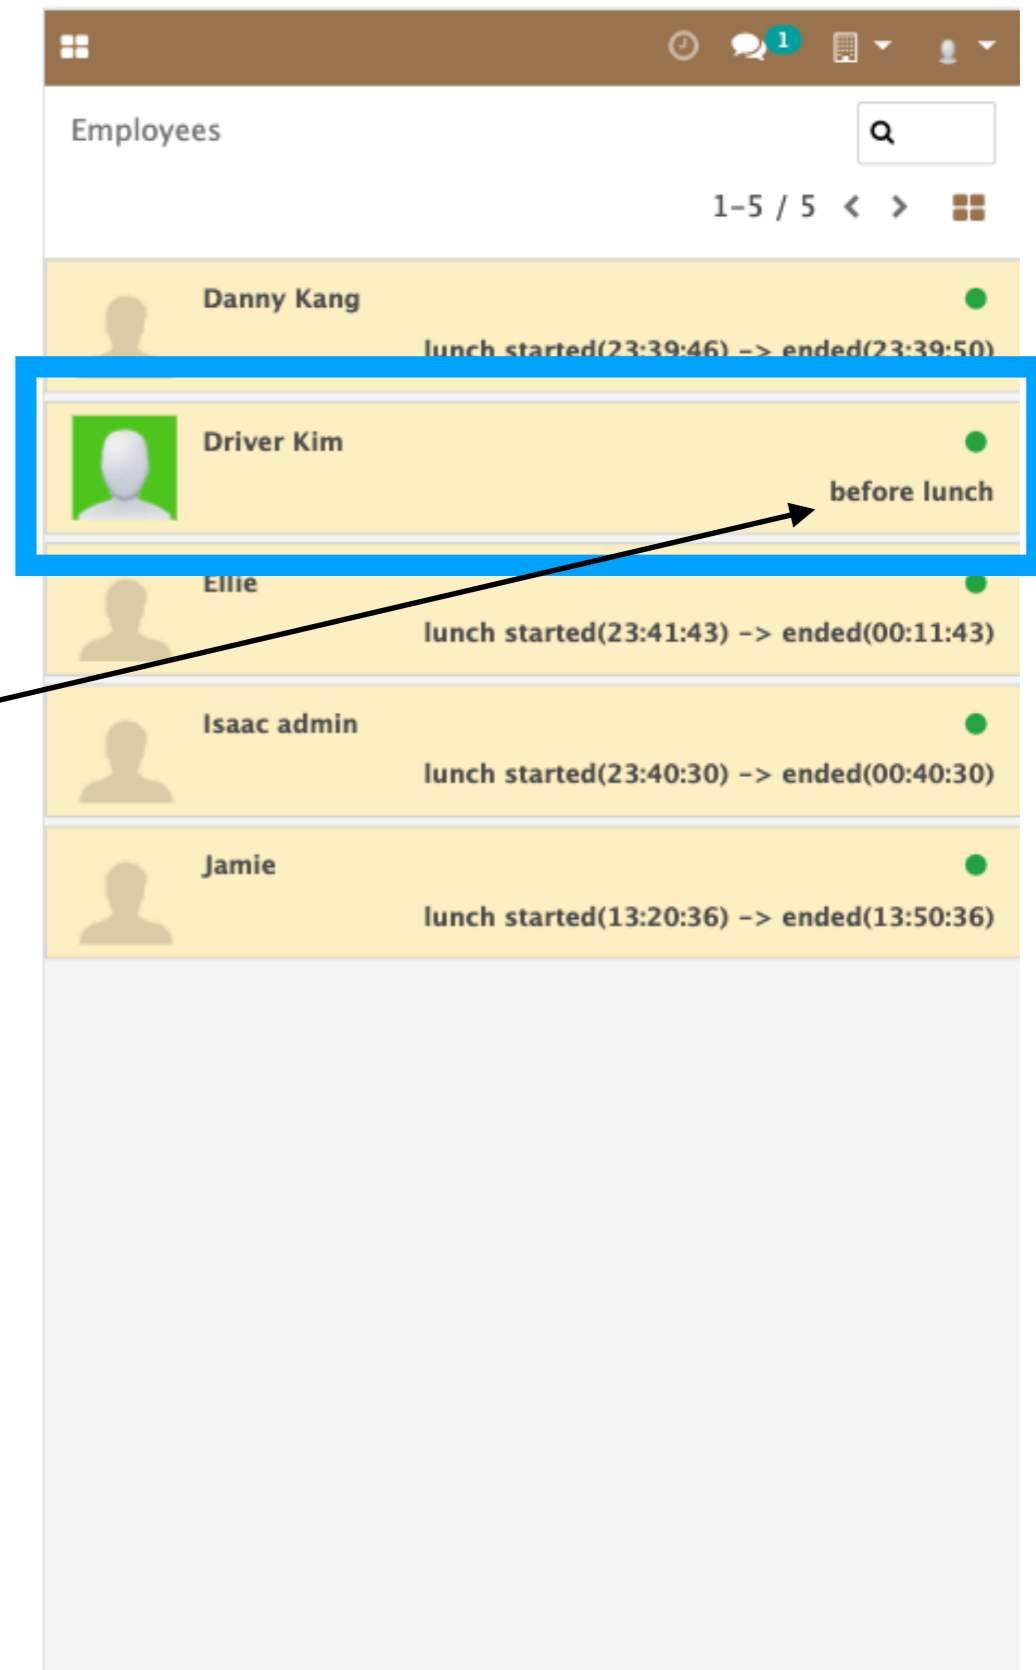 1
Employees
1-5 / 5
Danny Kang
lunch started(23:39:46) -> ended(23:39:50)
Driver Kim
before lunch
Ellie
lunch started(23:41:43) -> ended(00:11:43)
Isaac admin
lunch started(23:40:30) -> ended(00:40:30)
Jamie
lunch started(13:20:36) -> ended(13:50:36)